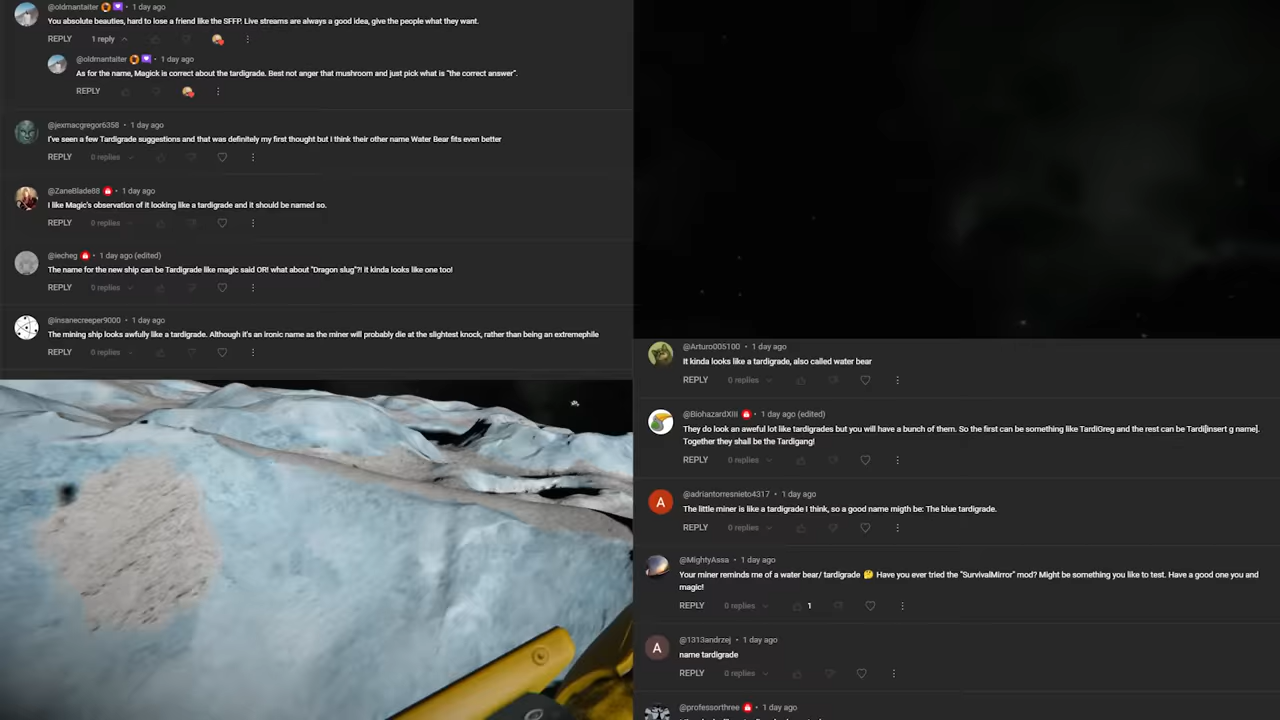 @oldmantaiter • 1 day ago
You absolute beauties, hard to lose a friend like the SFFP. Live streams are always a good idea, give the people what they want.
REPLY 1 reply
@oldmantaiter • 1 day ago
As for the name, Magick is correct about the tardigrade. Best not anger that mushroom and just pick what is "the correct answer".
REPLY
@jexmacgregor6358 • 1 day ago
I've seen a few Tardigrade suggestions and that was definitely my first thought but I think their other name Water Bear fits even better
REPLY 0 replies
@ZaneBlade88 • 1 day ago
I like Magic's observation of it looking like a tardigrade and it should be named so.
REPLY 0 replies
@iecheg • 1 day ago (edited)
The name for the new ship can be Tardigrade like magic said OR! what about "Dragon slug"?! It kinda looks like one too!
REPLY 0 replies
@insanecreeper9000 • 1 day ago
The mining ship looks awfully like a tardigrade. Although it's an ironic name as the miner will probably die at the slightest knock, rather than being an extremephile
REPLY 0 replies
@Arturo005100 • 1 day ago
It kinda looks like a tardigrade, also called water bear
REPLY 0 replies
@BiohazardXIII • 1 day ago (edited)
They do look an aweful lot like tardigrades but you will have a bunch of them. So the first can be something like TardiGreg and the rest can be Tardi[insert g name].
Together they shall be the Tardigang!
REPLY 0 replies
A
@adriantorresnieto4317 • 1 day ago
The little miner is like a tardigrade I think, so a good name migth be: The blue tardigrade.
REPLY 0 replies
@MightyAssa • 1 day ago
Your miner reminds me of a water bear/ tardigrade 🤔 Have you ever tried the "SurvivalMirror" mod? Might be something you like to test. Have a good one you and
magic!
REPLY 0 replies 1
A
@1313andrzej • 1 day ago
name tardigrade
REPLY 0 replies
@professorthree • 1 day ago